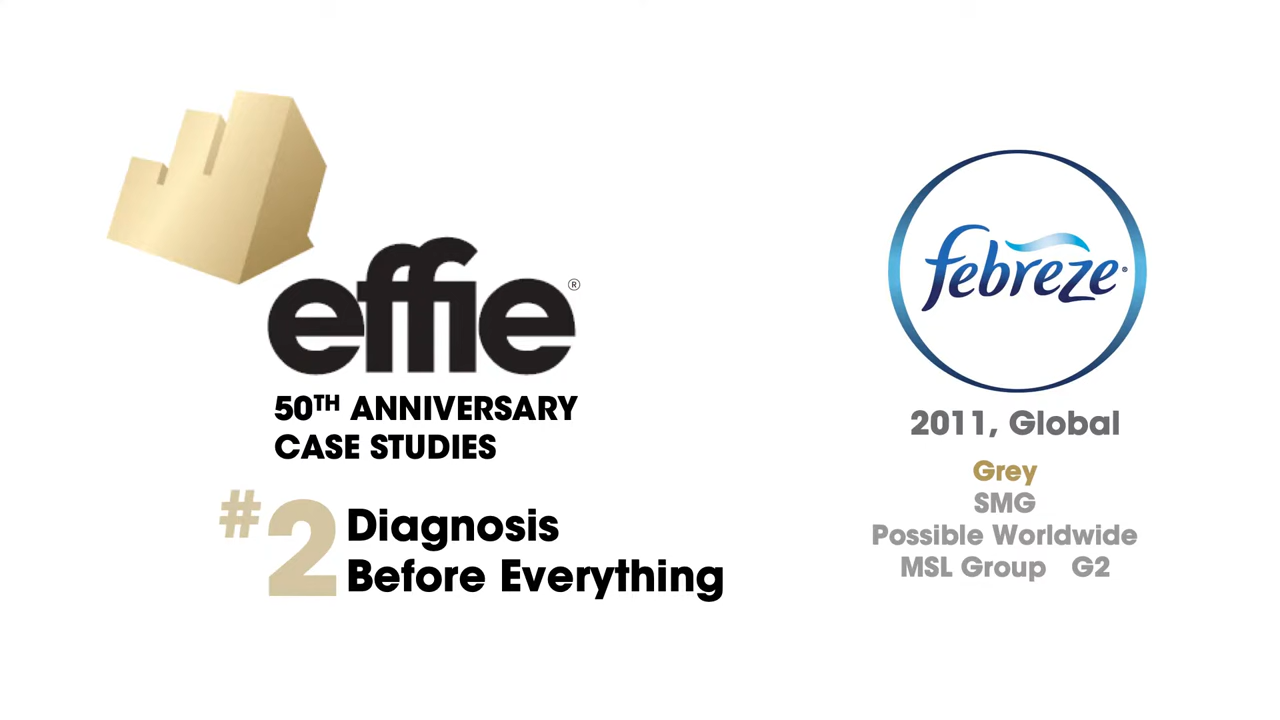 effie®
50TH ANNIVERSARY
CASE STUDIES
#2 Diagnosis
Before Everything
febreze®
2011, Global
Grey
SMG
Possible Worldwide
MSL Group G2